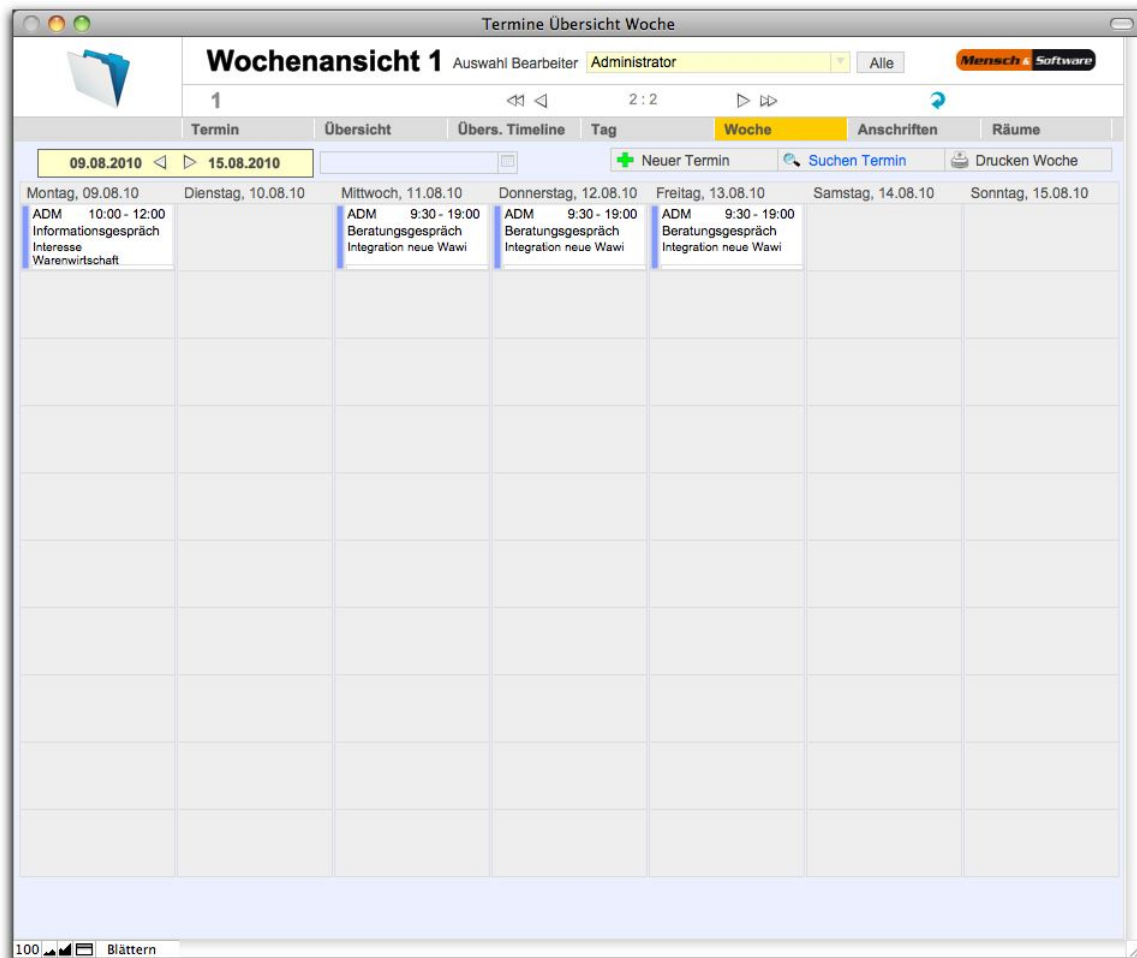 Termine Übersicht Woche
Wochenansicht 1 Auswahl Bearbeiter Administrator Alle Mensch & Software
1 2 : 2
Termin Übersicht Übers. Timeline Tag Woche Anschriften Räume
09.08.2010 15.08.2010 Neuer Termin Suchen Termin Drucken Woche
Montag, 09.08.10 Dienstag, 10.08.10 Mittwoch, 11.08.10 Donnerstag, 12.08.10 Freitag, 13.08.10 Samstag, 14.08.10 Sonntag, 15.08.10
ADM 10:00 - 12:00 ADM 9:30 - 19:00 ADM 9:30 - 19:00 ADM 9:30 - 19:00
Informationsgespräch Beratungsgespräch Beratungsgespräch Beratungsgespräch
Interesse Integration neue Wawi Integration neue Wawi Integration neue Wawi
Warenwirtschaft
100 Blättern